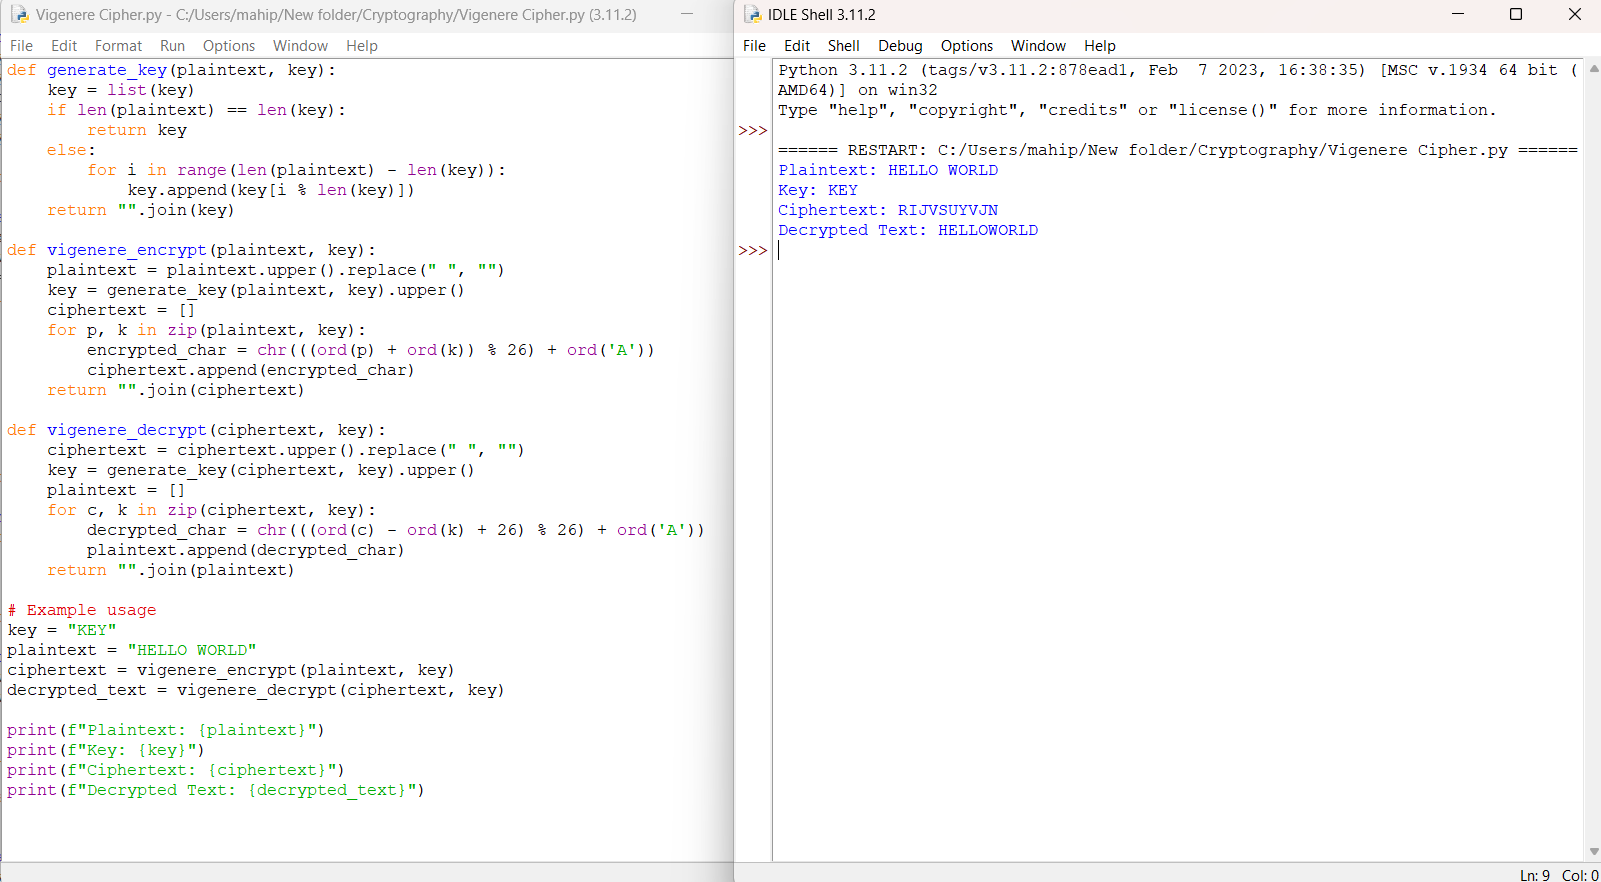 Vigenere Cipher.py - C:/Users/mahip/New folder/Cryptography/Vigenere Cipher.py (3.11.2)
File Edit Format Run Options Window Help
def generate_key(plaintext, key):
    key = list(key)
    if len(plaintext) == len(key):
        return key
    else:
        for i in range(len(plaintext) - len(key)):
            key.append(key[i % len(key)])
    return "".join(key)

def vigenere_encrypt(plaintext, key):
    plaintext = plaintext.upper().replace(" ", "")
    key = generate_key(plaintext, key).upper()
    ciphertext = []
    for p, k in zip(plaintext, key):
        encrypted_char = chr(((ord(p) + ord(k)) % 26) + ord('A'))
        ciphertext.append(encrypted_char)
    return "".join(ciphertext)

def vigenere_decrypt(ciphertext, key):
    ciphertext = ciphertext.upper().replace(" ", "")
    key = generate_key(ciphertext, key).upper()
    plaintext = []
    for c, k in zip(ciphertext, key):
        decrypted_char = chr(((ord(c) - ord(k) + 26) % 26) + ord('A'))
        plaintext.append(decrypted_char)
    return "".join(plaintext)

# Example usage
key = "KEY"
plaintext = "HELLO WORLD"
ciphertext = vigenere_encrypt(plaintext, key)
decrypted_text = vigenere_decrypt(ciphertext, key)

print(f"Plaintext: {plaintext}")
print(f"Key: {key}")
print(f"Ciphertext: {ciphertext}")
print(f"Decrypted Text: {decrypted_text}")
IDLE Shell 3.11.2
File Edit Shell Debug Options Window Help
Python 3.11.2 (tags/v3.11.2:878ead1, Feb  7 2023, 16:38:35) [MSC v.1934 64 bit (
AMD64)] on win32
Type "help", "copyright", "credits" or "license()" for more information.
>>>
====== RESTART: C:/Users/mahip/New folder/Cryptography/Vigenere Cipher.py ======
Plaintext: HELLO WORLD
Key: KEY
Ciphertext: RIJVSUYVJN
Decrypted Text: HELLOWORLD
>>>
Ln: 9 Col: 0